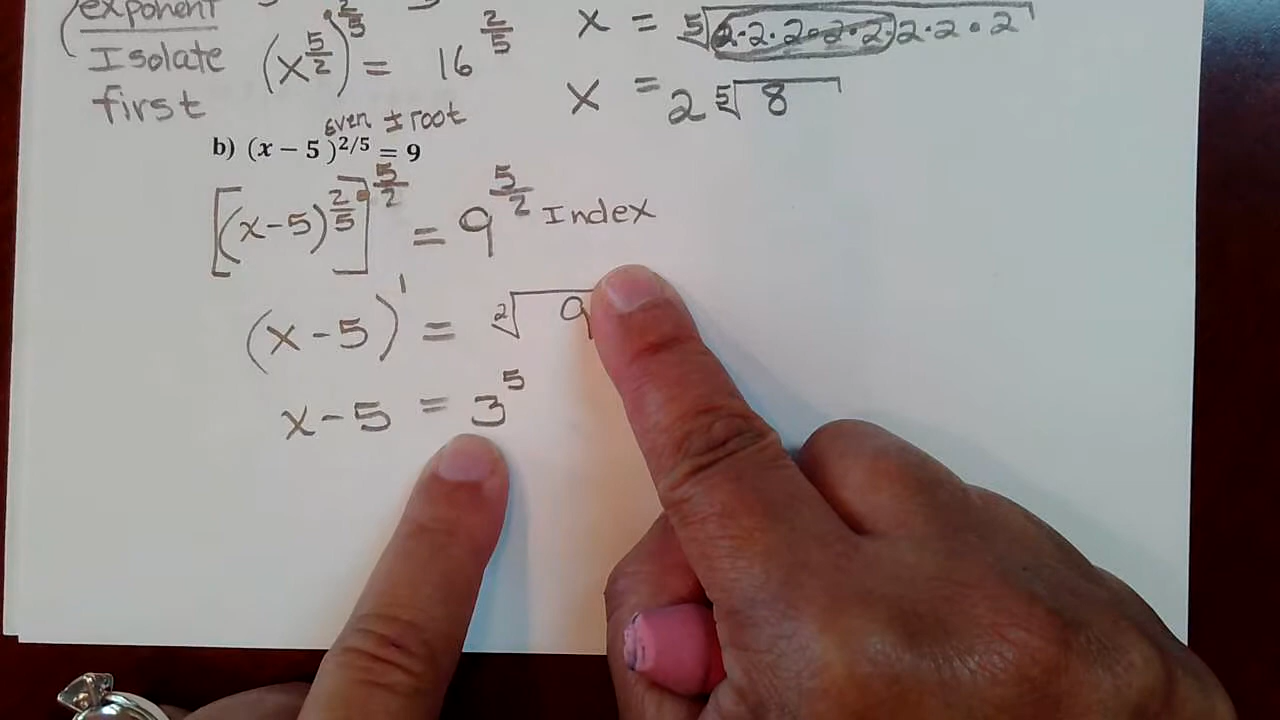 exponent
Isolate
first
(x^5/2)^2/5 = 16^2/5
x = ⁵√(2·2·2·2·2)2·2·2
x = 2 ⁵√8
even ± root
b) (x – 5 )^2/5 = 9
[(x-5)^2/5]^5/2 = 9^5/2 Index
(x-5)^1 = ²√9
x-5 = 3^5